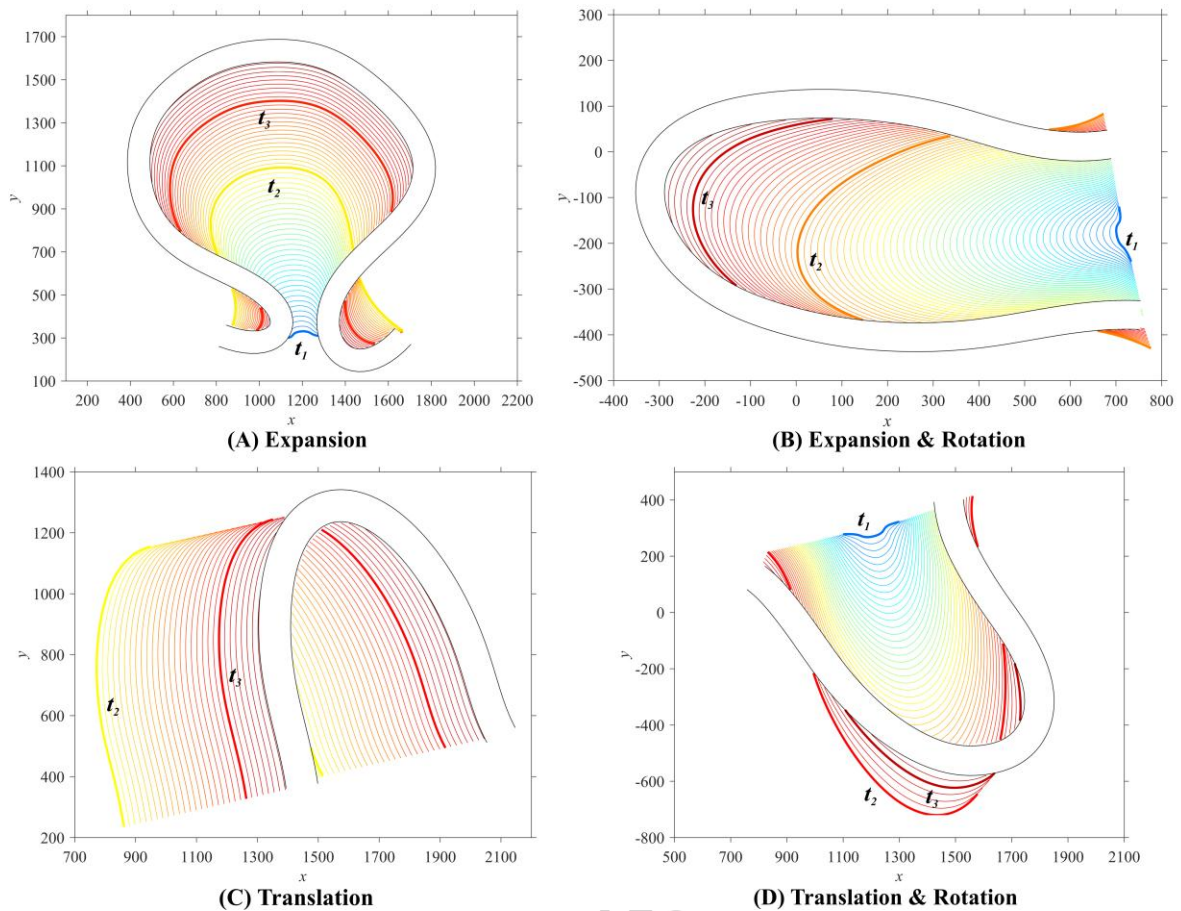 1700
1500
1300
1100
900
700
500
300
100
y
t3
t2
t1
200 400 600 800 1000 1200 1400 1600 1800 2000 2200
x
(A) Expansion
300
200
100
0
-100
-200
-300
-400
-500
y
t3
t2
t1
-400 -300 -200 -100 0 100 200 300 400 500 600 700 800
x
(B) Expansion & Rotation
1400
1200
1000
800
600
400
200
y
t2
t3
700 900 1100 1300 1500 1700 1900 2100
x
(C) Translation
400
200
0
-200
-400
-600
-800
y
t1
t2
t3
500 700 900 1100 1300 1500 1700 1900 2100
x
(D) Translation & Rotation